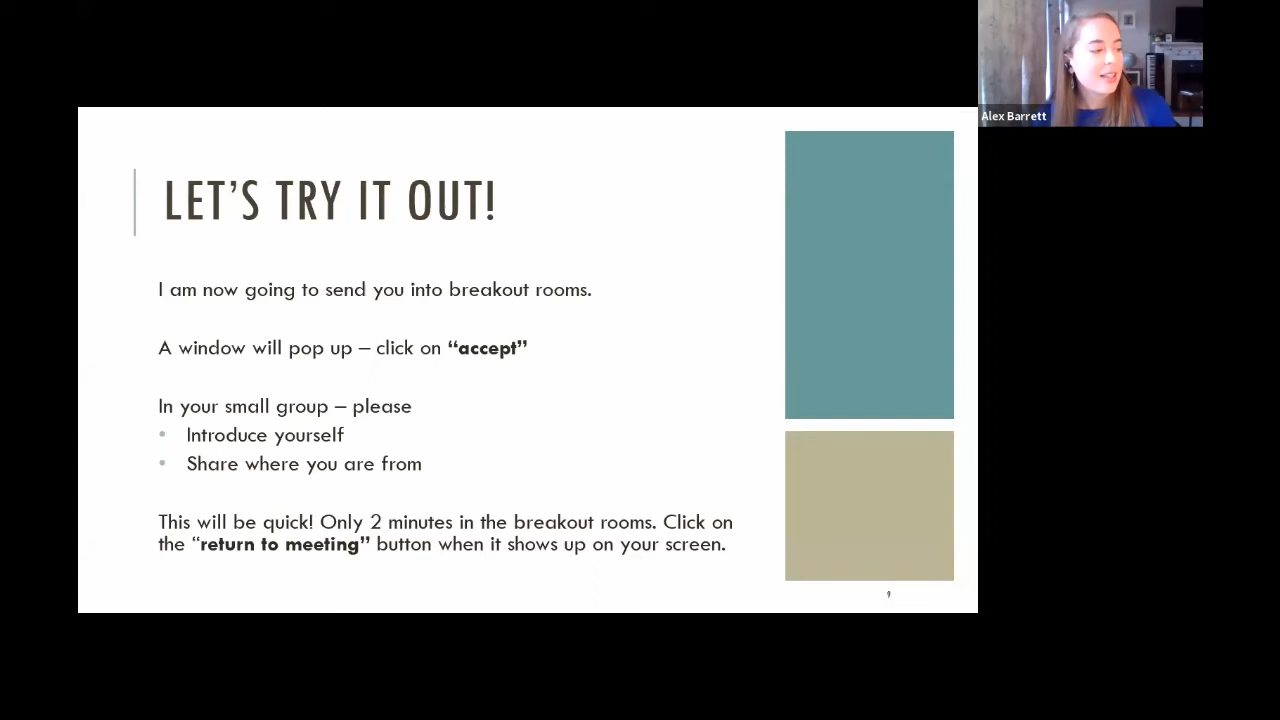 Alex Barrett
LET’S TRY IT OUT!
I am now going to send you into breakout rooms.
A window will pop up – click on “accept”
In your small group – please
• Introduce yourself
• Share where you are from
This will be quick! Only 2 minutes in the breakout rooms. Click on
the “return to meeting” button when it shows up on your screen.
9